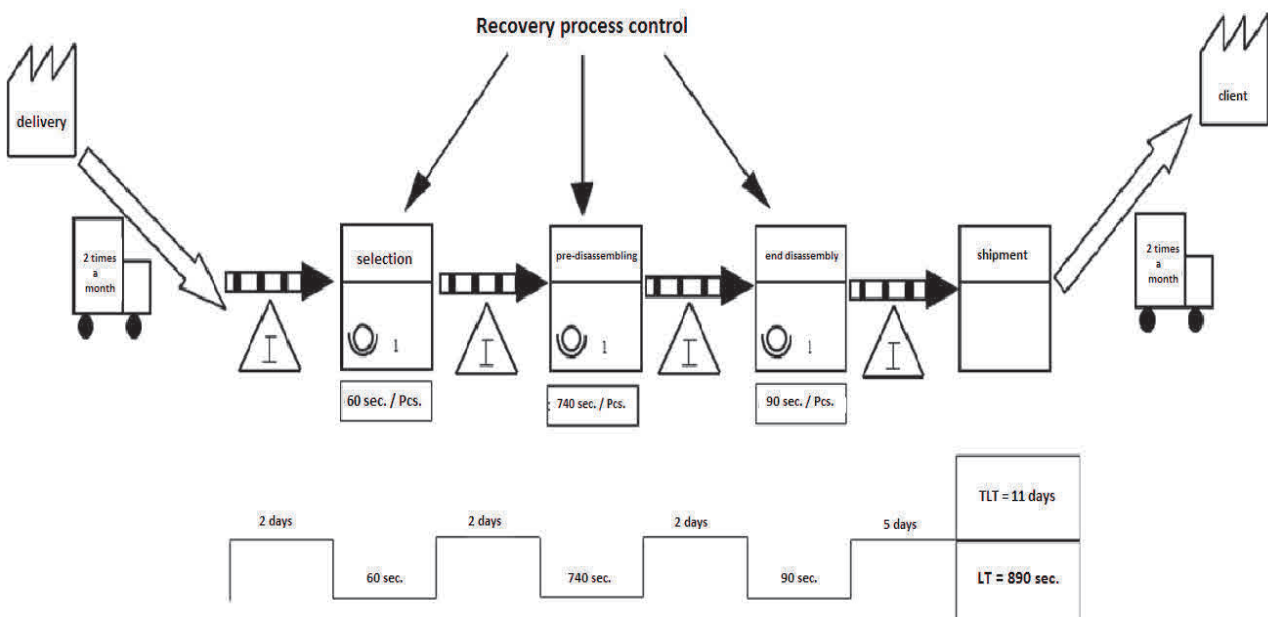 Recovery process control
delivery
client
2 times
a
month
2 times
a
month
selection
pre-disassembling
end disassembly
shipment
I
I
I
I
1
1
1
60 sec. / Pcs.
740 sec. / Pcs.
90 sec. / Pcs.
TLT = 11 days
2 days
2 days
2 days
5 days
60 sec.
740 sec.
90 sec.
LT = 890 sec.